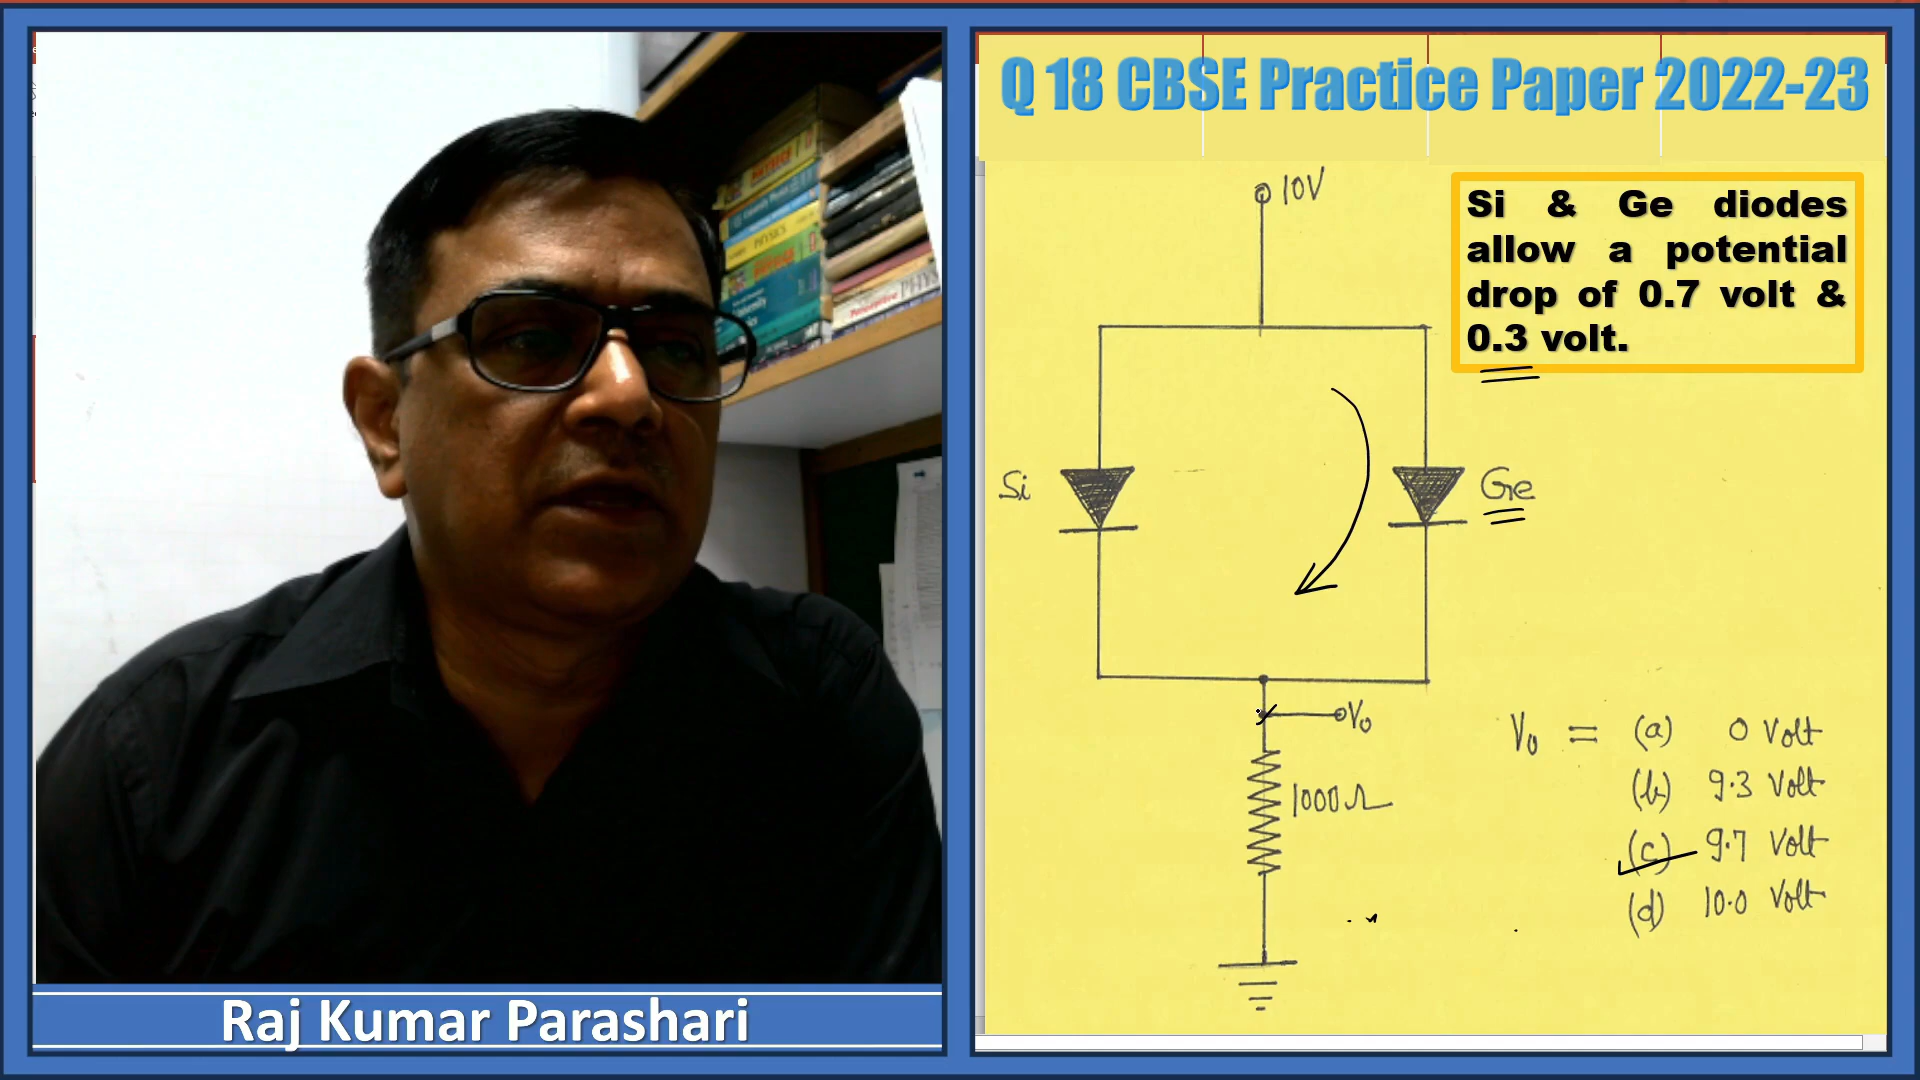 Q 18 CBSE Practice Paper 2022-23
10V
Si & Ge diodes
allow a potential
drop of 0.7 volt &
0.3 volt.
Si
Ge
V0
V0 = (a) 0 Volt
(b) 9.3 Volt
1000Ω
(c) 9.7 Volt
(d) 10.0 Volt
PHYSICS
Raj Kumar Parashari